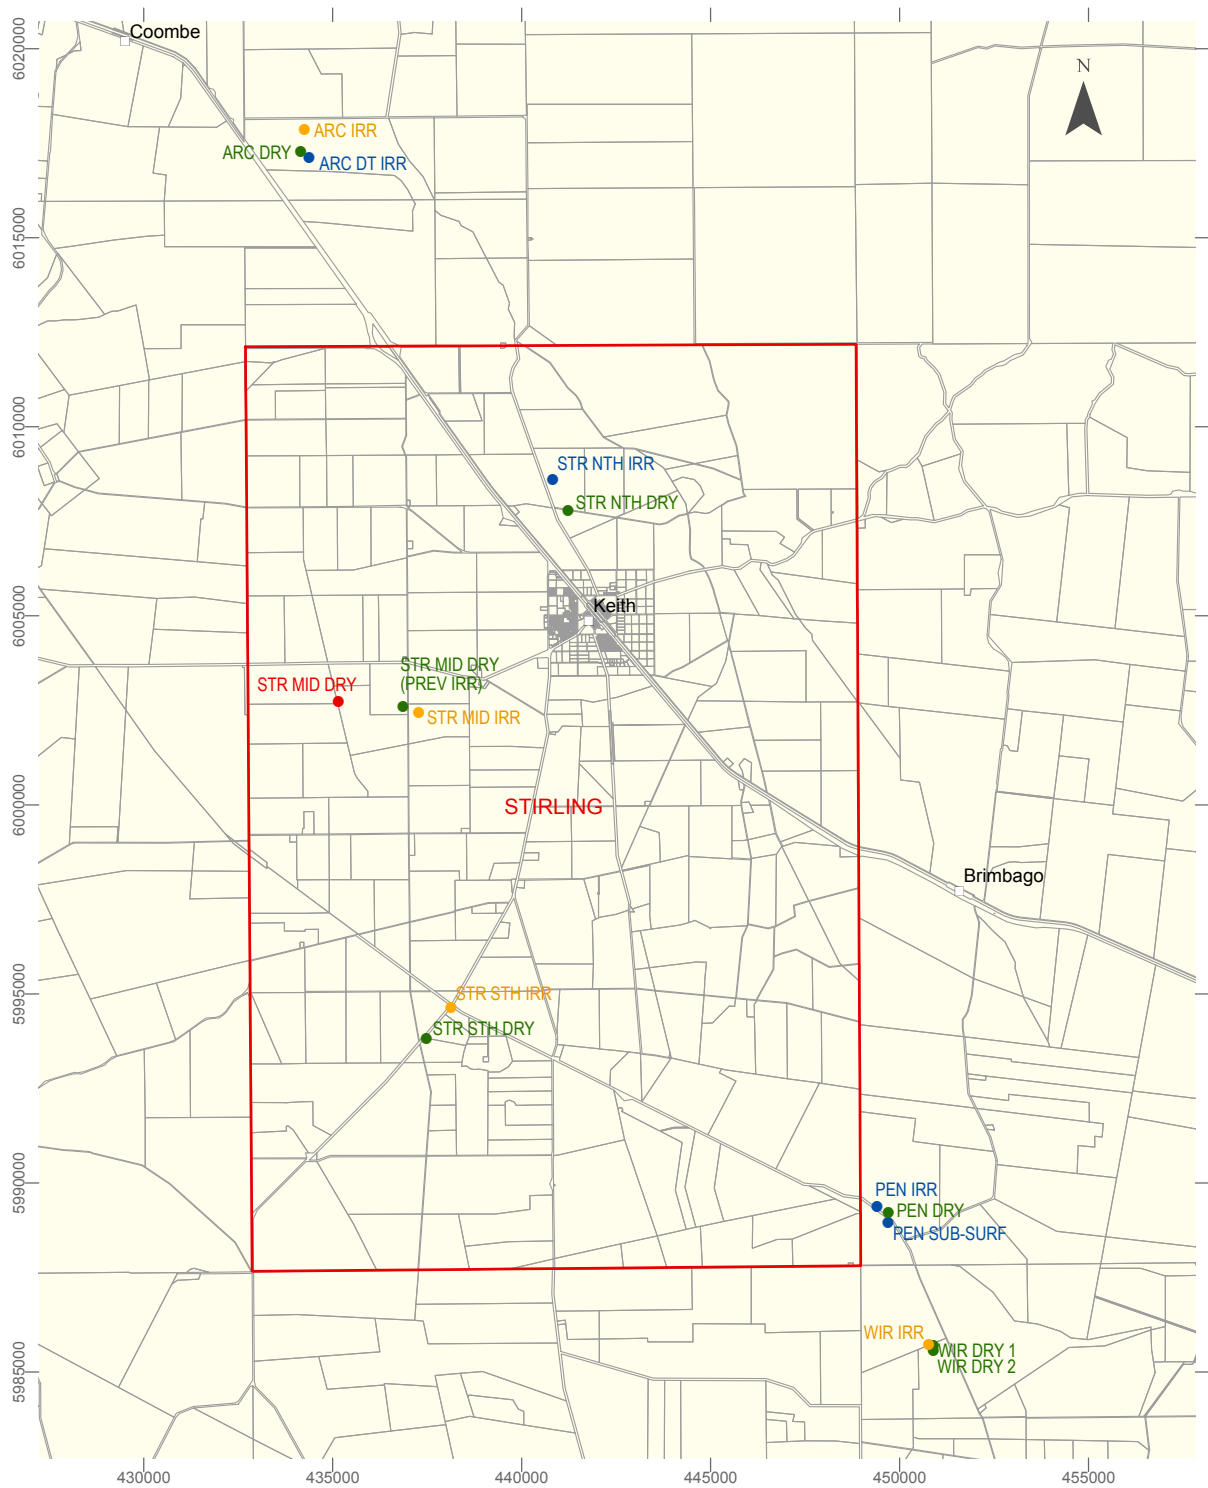 Coombe
N
ARC IRR
ARC DRY
ARC DT IRR
STR NTH IRR
STR NTH DRY
Keith
STR MID DRY
(PREV IRR)
STR MID DRY
STR MID IRR
STIRLING
Brimbago
STR STH IRR
STR STH DRY
PEN IRR
PEN DRY
PEN SUB-SURF
WIR IRR
WIR DRY 1
WIR DRY 2
6020000
6015000
6010000
6005000
6000000
5995000
5990000
5985000
430000
435000
440000
445000
450000
455000